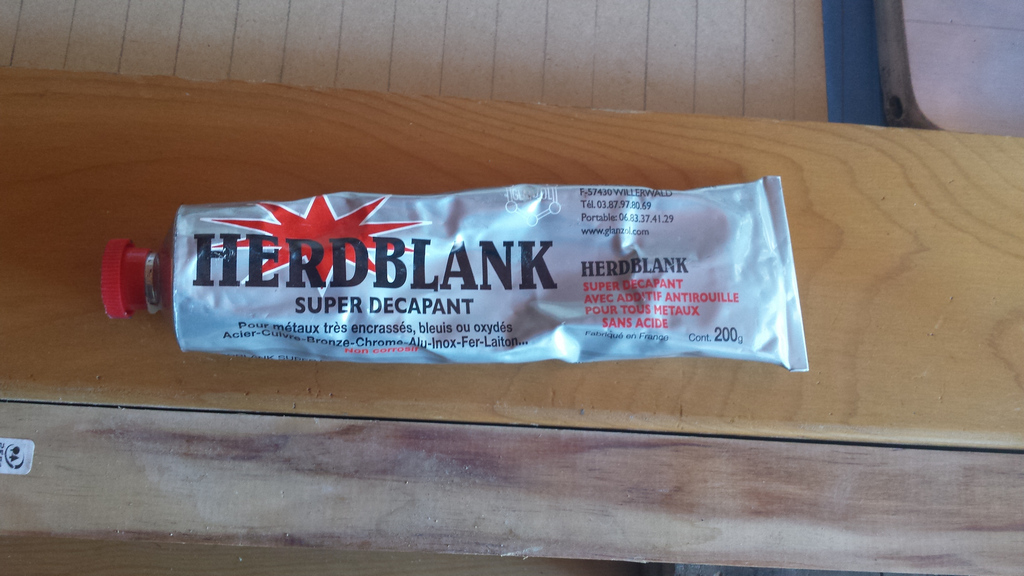 HERDBLANK
SUPER DECAPANT
Pour métaux très encrassés, bleuis ou oxydés
Acier-Cuivre-Bronze-Chrome-Alu-Inox-Fer-Laiton...
Non corrosif
F-57430 WILLERWALD
Tél. 03.87.97.80.69
Portable: 06.83.37.41.29
www.glanzol.com
HERDBLANK
SUPER DECAPANT
AVEC ADDITIF ANTIROUILLE
POUR TOUS METAUX
SANS ACIDE
Fabriqué en France
Cont. 200g